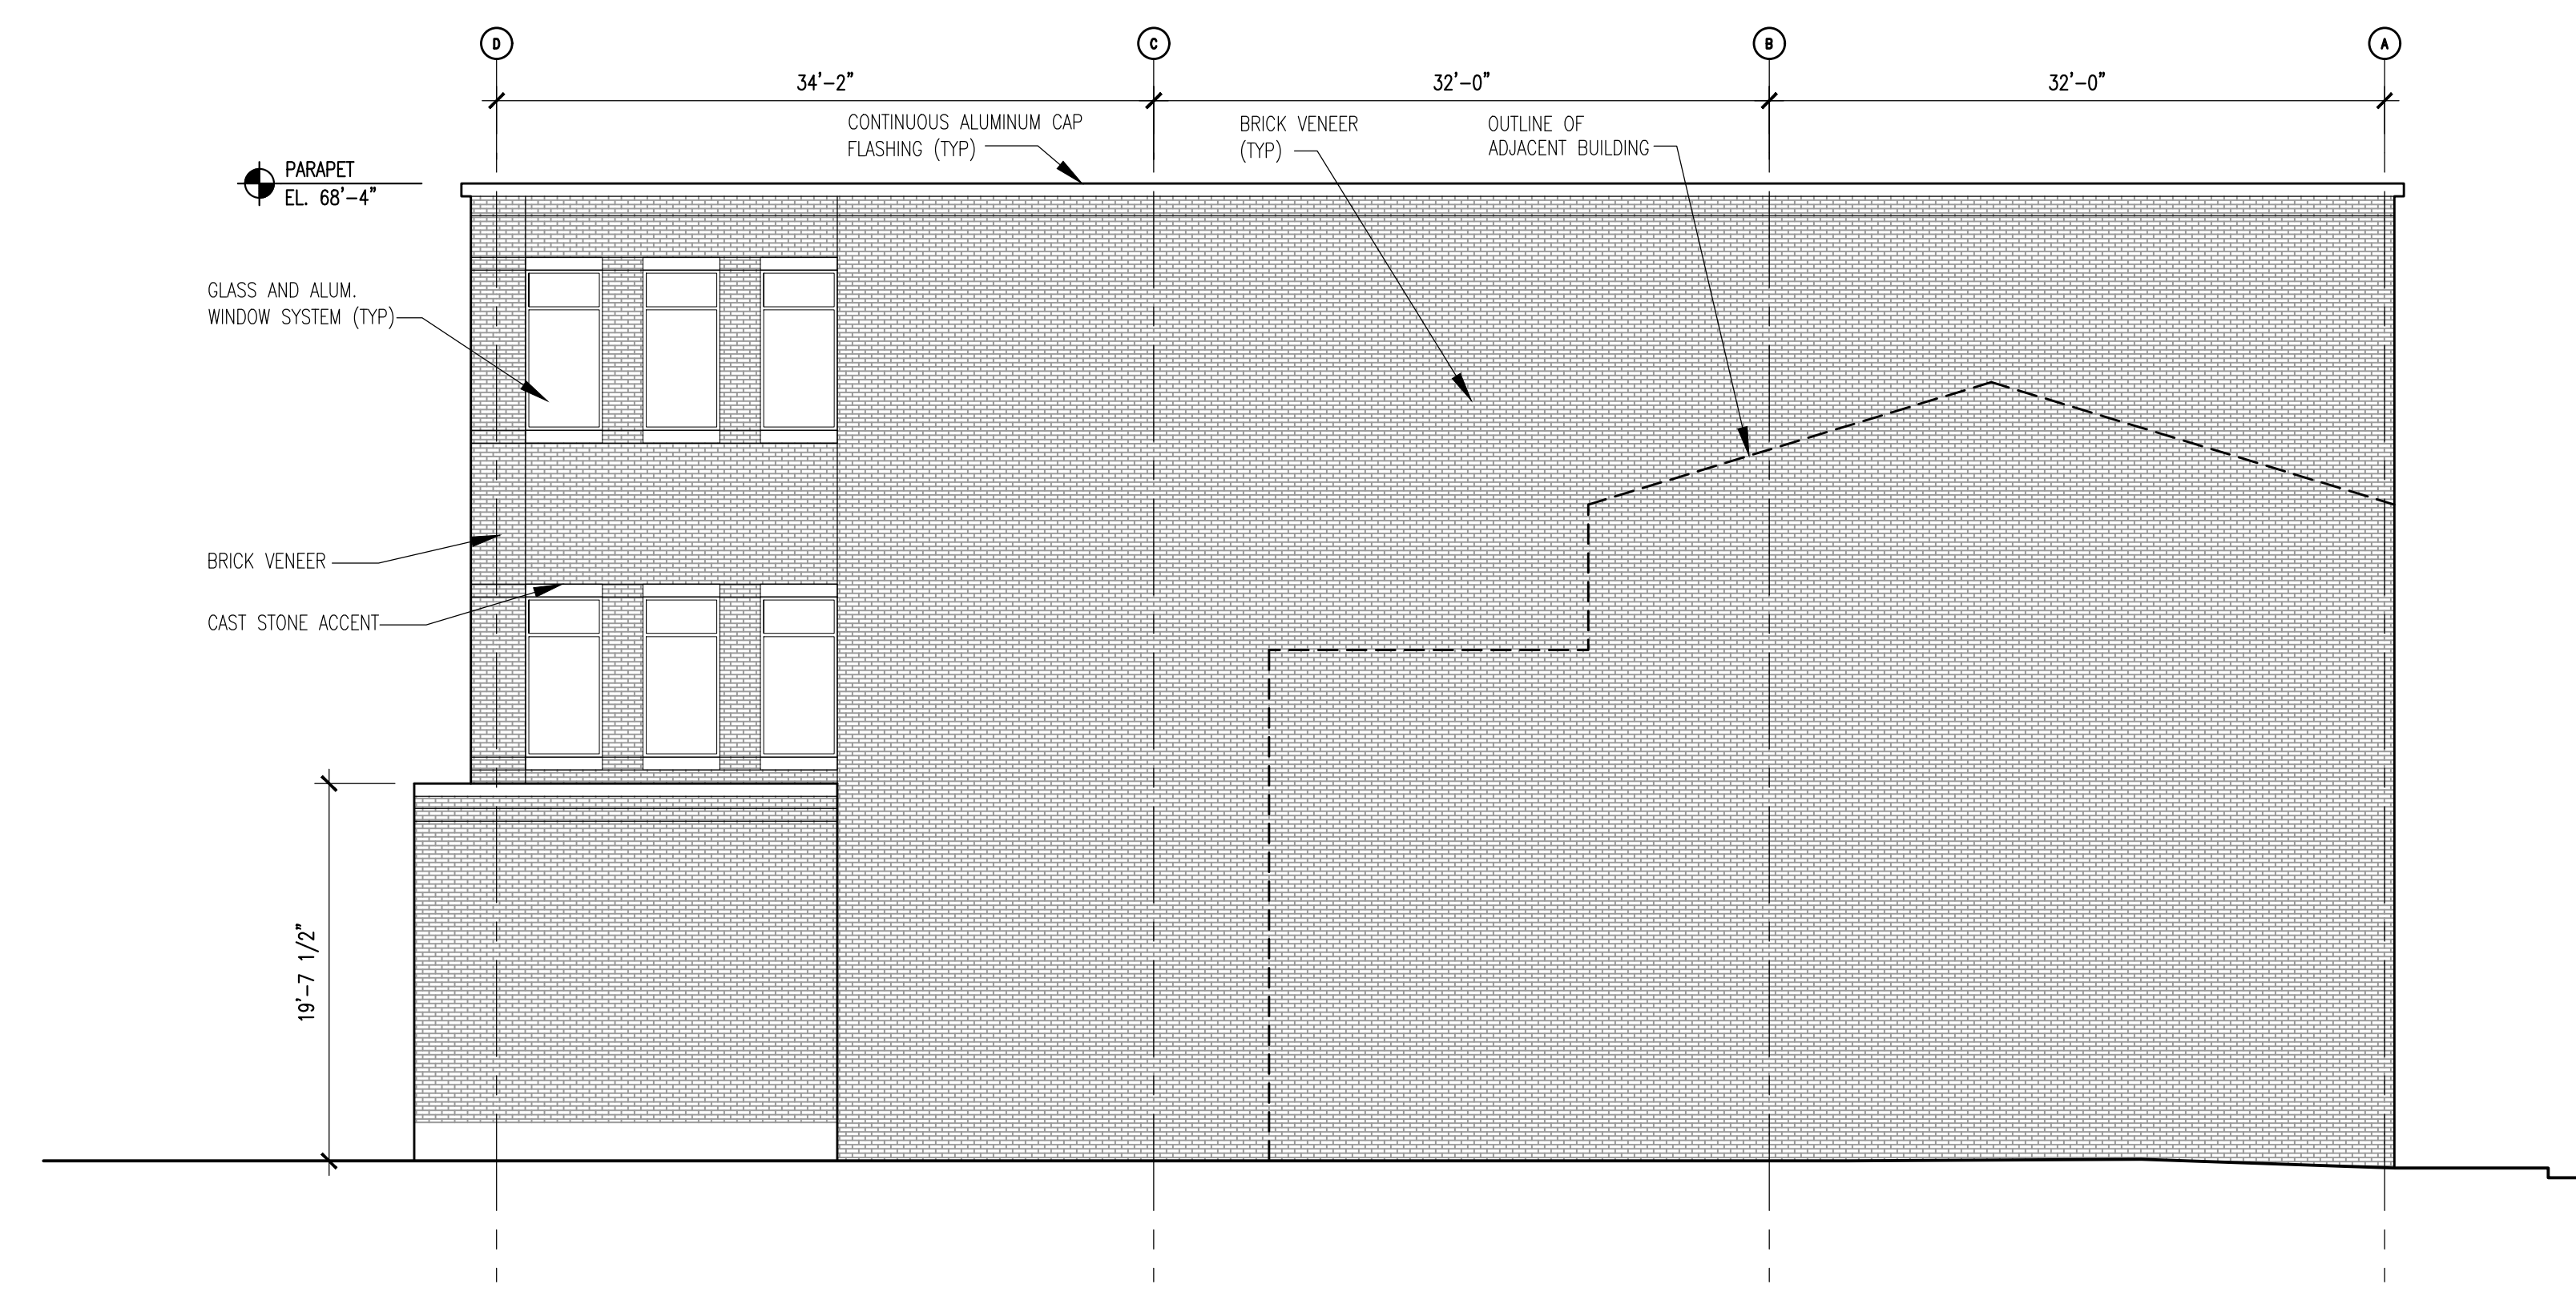 D
C
B
A
34'-2"
32'-0"
32'-0"
CONTINUOUS ALUMINUM CAP
FLASHING (TYP)
BRICK VENEER
(TYP)
OUTLINE OF
ADJACENT BUILDING
PARAPET
EL. 68'-4"
GLASS AND ALUM.
WINDOW SYSTEM (TYP)
BRICK VENEER
CAST STONE ACCENT
19'-7 1/2"